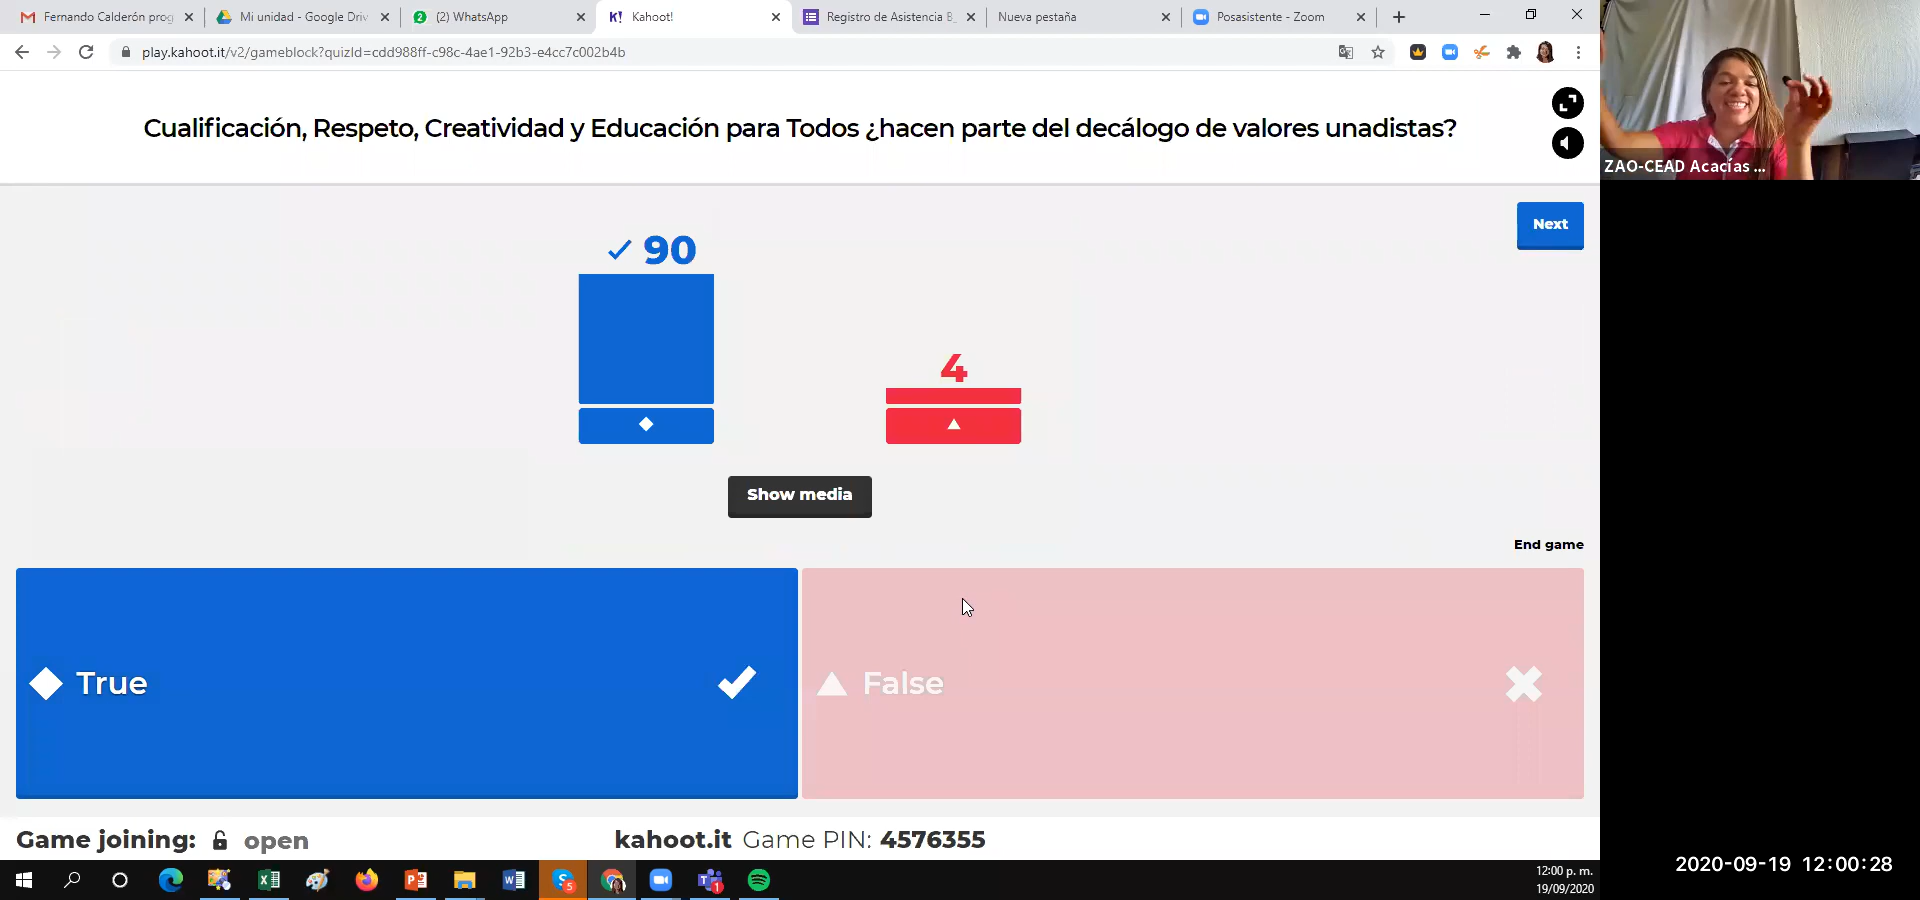 Fernando Calderón prog
Mi unidad - Google Driv
(2) WhatsApp
Kahoot!
Registro de Asistencia B_
Nueva pestaña
Posasistente - Zoom
play.kahoot.it/v2/gameblock?quizId=cdd988ff-c98c-4ae1-92b3-e4cc7c002b4b
Cualificación, Respeto, Creatividad y Educación para Todos ¿hacen parte del decálogo de valores unadistas?
ZAO-CEAD Acacías ...
Next
90
4
Show media
End game
True
False
Game joining: open
kahoot.it Game PIN: 4576355
12:00 p. m.
19/09/2020
2020-09-19 12:00:28